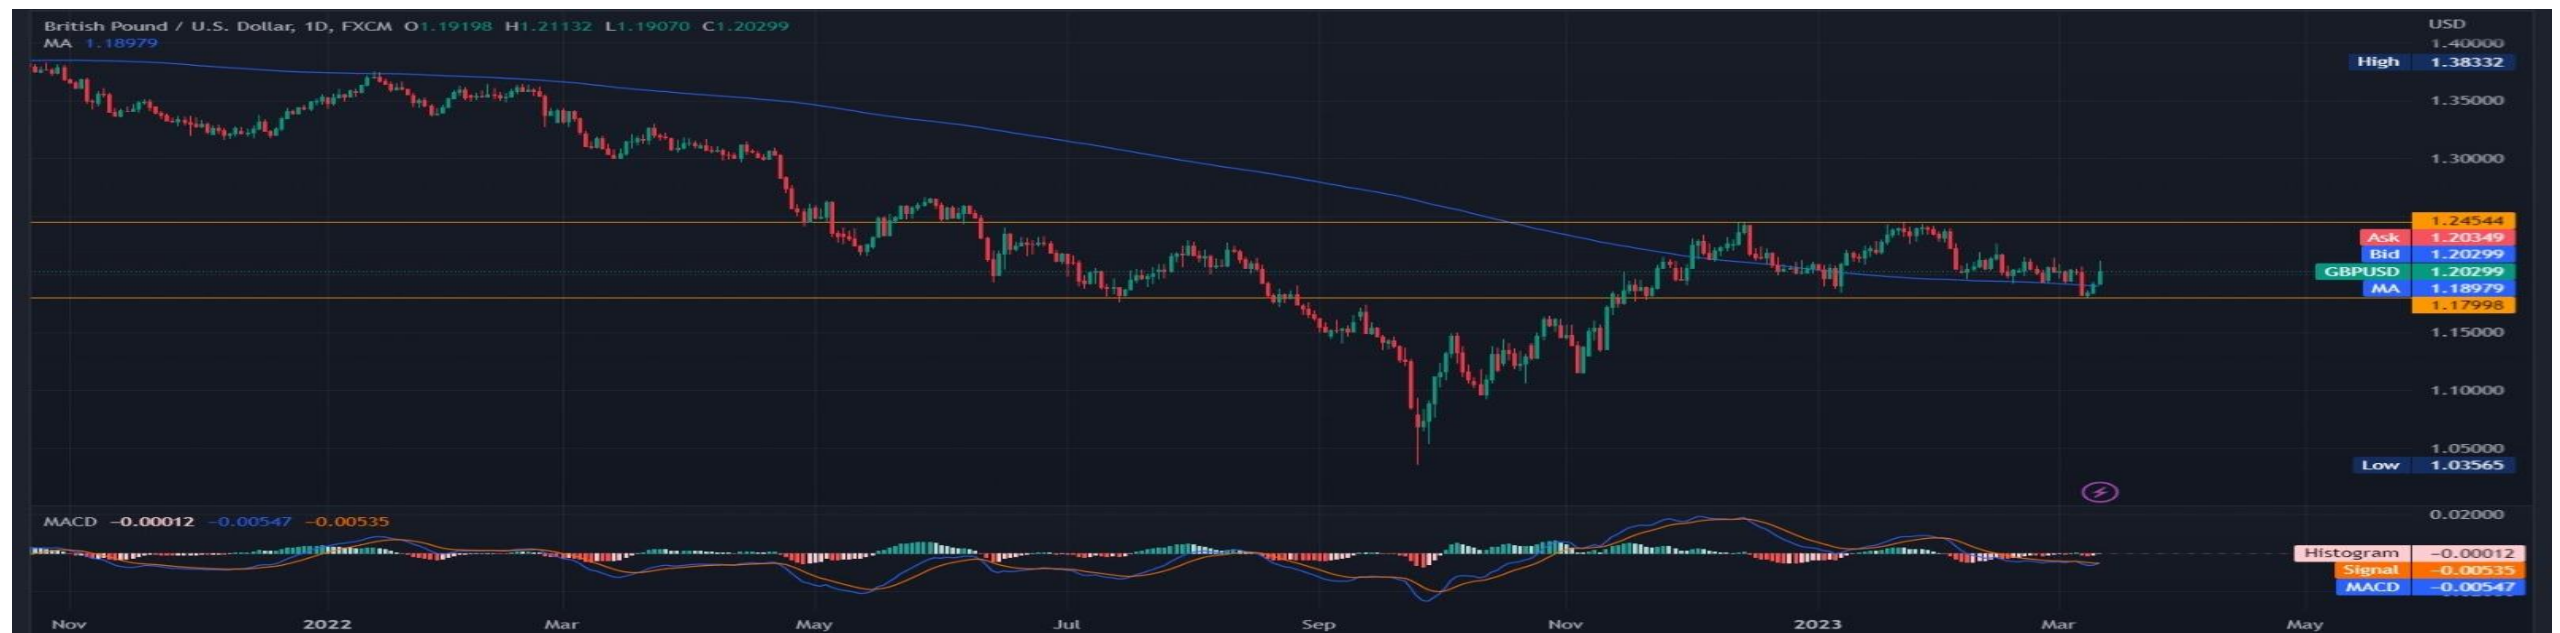 British Pound / U.S. Dollar, 1D, FXCM O1.19198 H1.21132 L1.19070 C1.20299
MA 1.18979
USD
1.40000
High 1.38332
1.35000
1.30000
1.24544
Ask 1.20349
Bid 1.20299
GBPUSD 1.20299
MA 1.18979
1.17998
1.15000
1.10000
1.05000
Low 1.03565
MACD −0.00012 −0.00547 −0.00535
0.02000
Histogram −0.00012
Signal −0.00535
MACD −0.00547
Nov 2022 Mar May Jul Sep Nov 2023 Mar May